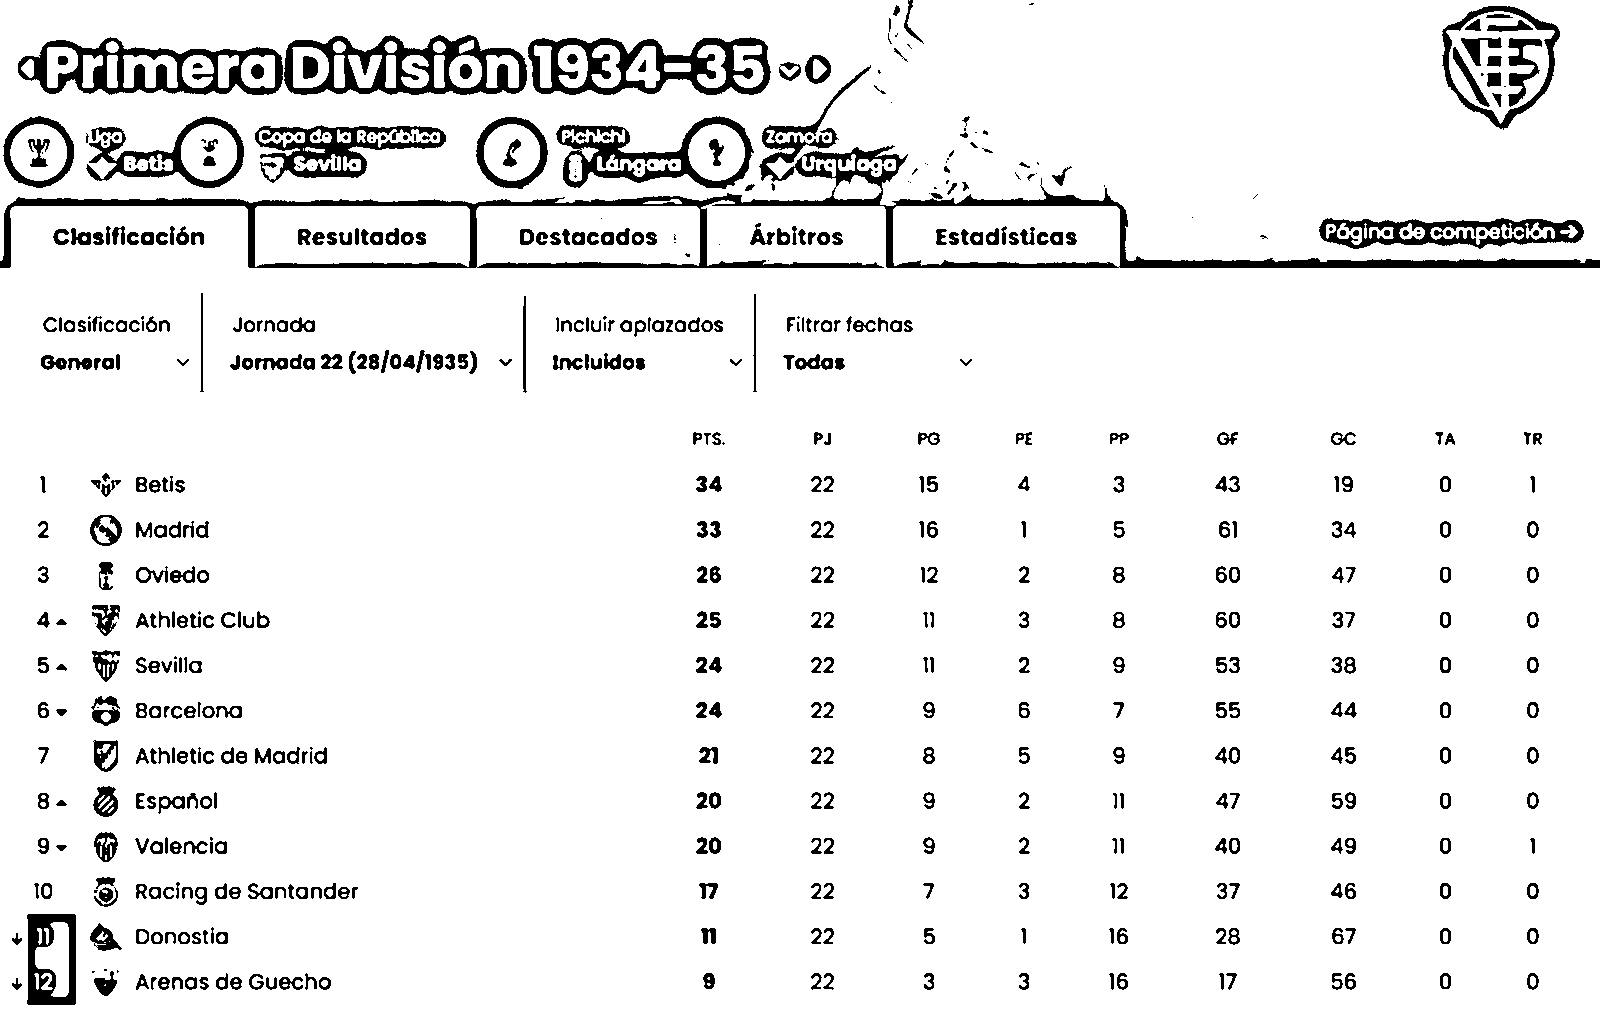 Primera División 1934-35
Liga
Betis
Copa de la República
Sevilla
Pichichi
Lángara
Zamora
Urquiaga
Clasificación Resultados Destacados Árbitros Estadísticas Página de competición →
Clasificación Jornada Incluir aplazados Filtrar fechas
General Jornada 22 (28/04/1935) Incluidos Todas
PTS. PJ PG PE PP GF GC TA TR
1 Betis 34 22 15 4 3 43 19 0 1
2 Madrid 33 22 16 1 5 61 34 0 0
3 Oviedo 26 22 12 2 8 60 47 0 0
4 Athletic Club 25 22 11 3 8 60 37 0 0
5 Sevilla 24 22 11 2 9 53 38 0 0
6 Barcelona 24 22 9 6 7 55 44 0 0
7 Athletic de Madrid 21 22 8 5 9 40 45 0 0
8 Español 20 22 9 2 11 47 59 0 0
9 Valencia 20 22 9 2 11 40 49 0 1
10 Racing de Santander 17 22 7 3 12 37 46 0 0
11 Donostia 11 22 5 1 16 28 67 0 0
12 Arenas de Guecho 9 22 3 3 16 17 56 0 0